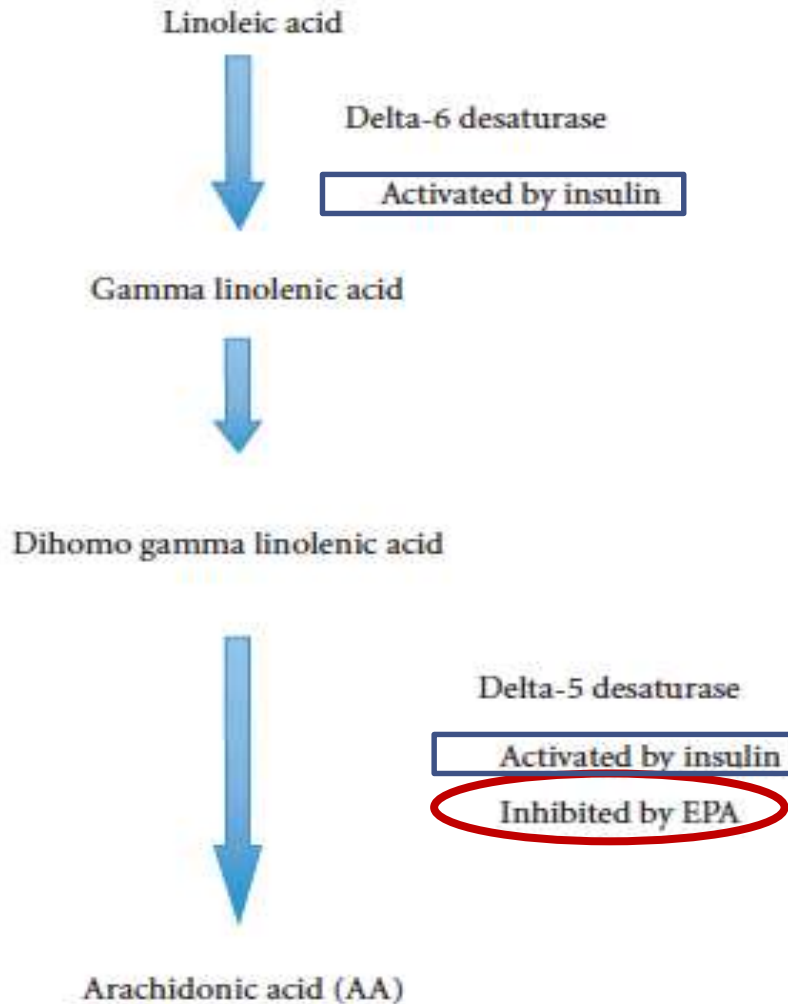 Linoleic acid
Delta-6 desaturase
Activated by insulin
Gamma linolenic acid
Dihomo gamma linolenic acid
Delta-5 desaturase
Activated by insulin
Inhibited by EPA
Arachidonic acid (AA)